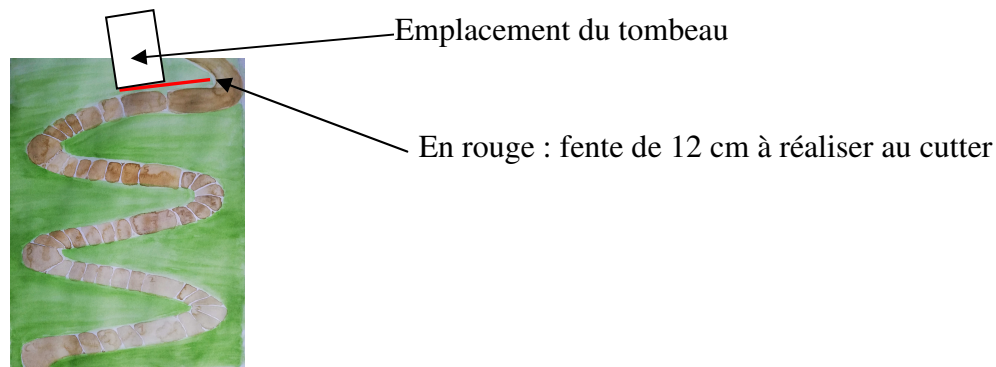 Emplacement du tombeau
En rouge : fente de 12 cm à réaliser au cutter